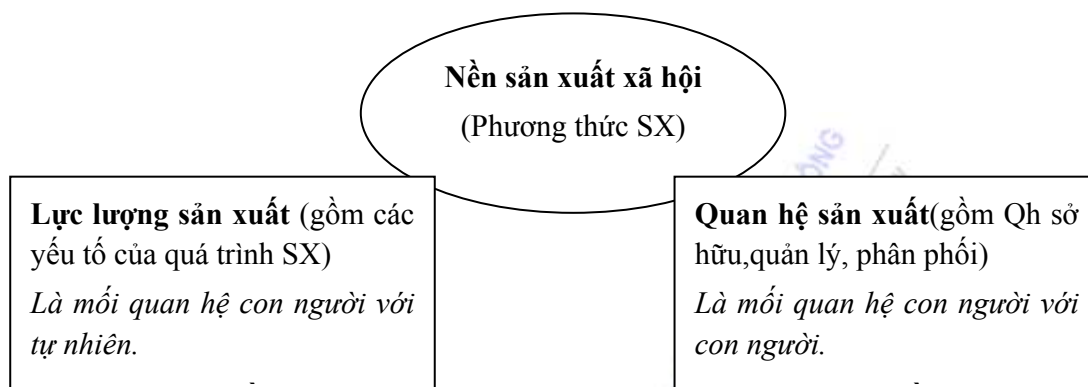 Nền sản xuất xã hội
(Phương thức SX)
Lực lượng sản xuất (gồm các
yếu tố của quá trình SX)
Là mối quan hệ con người với
tự nhiên.
Quan hệ sản xuất(gồm Qh sở
hữu,quản lý, phân phối)
Là mối quan hệ con người với
con người.